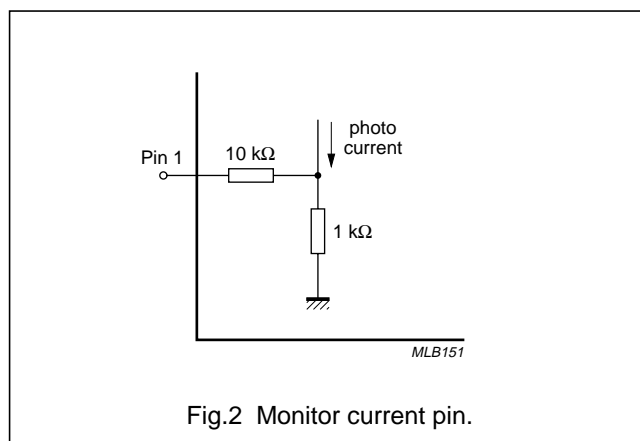 photo
current
Pin 1
10 kΩ
1 kΩ
MLB151
Fig.2 Monitor current pin.